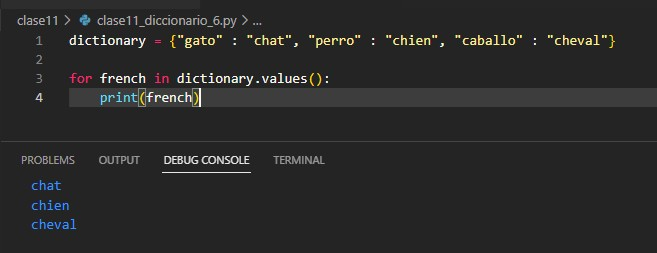 clase11 > clase11_diccionario_6.py > ...
1 dictionary = {"gato" : "chat", "perro" : "chien", "caballo" : "cheval"}
2
3 for french in dictionary.values():
4     print(french)
PROBLEMS OUTPUT DEBUG CONSOLE TERMINAL
chat
chien
cheval